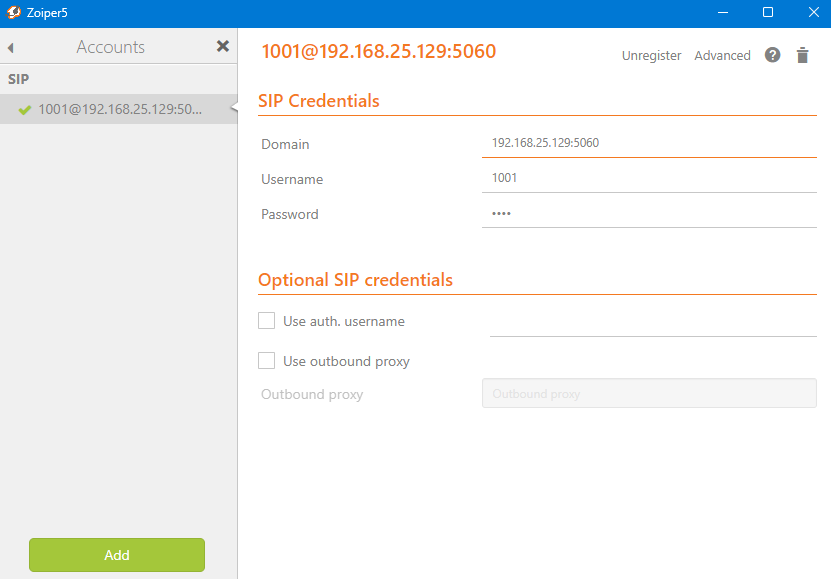 Zoiper5
Accounts
SIP
1001@192.168.25.129:50...
Add
1001@192.168.25.129:5060
Unregister Advanced ?
SIP Credentials
Domain 192.168.25.129:5060
Username 1001
Password ••••
Optional SIP credentials
Use auth. username
Use outbound proxy
Outbound proxy Outbound proxy